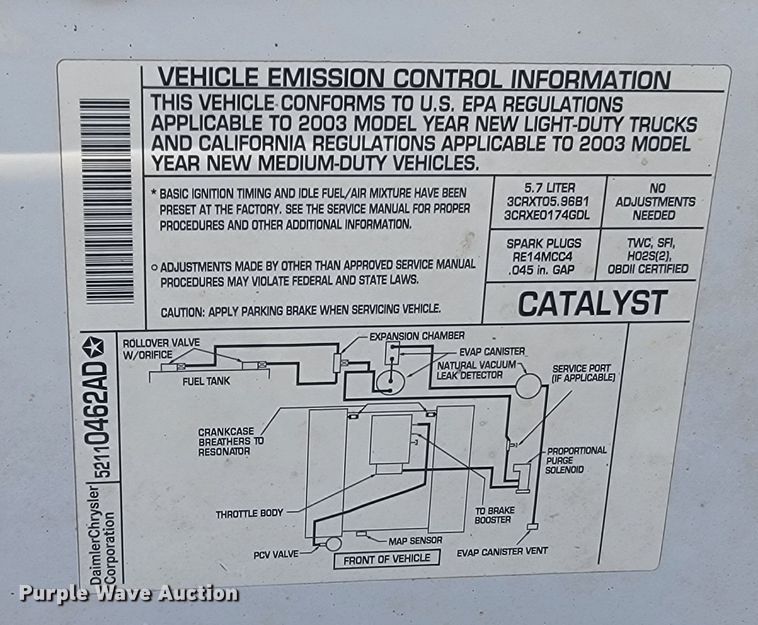 VEHICLE EMISSION CONTROL INFORMATION
THIS VEHICLE CONFORMS TO U.S. EPA REGULATIONS
APPLICABLE TO 2003 MODEL YEAR NEW LIGHT-DUTY TRUCKS
AND CALIFORNIA REGULATIONS APPLICABLE TO 2003 MODEL
YEAR NEW MEDIUM-DUTY VEHICLES.
* BASIC IGNITION TIMING AND IDLE FUEL/AIR MIXTURE HAVE BEEN
PRESET AT THE FACTORY. SEE THE SERVICE MANUAL FOR PROPER
PROCEDURES AND OTHER ADDITIONAL INFORMATION.
○ ADJUSTMENTS MADE BY OTHER THAN APPROVED SERVICE MANUAL
PROCEDURES MAY VIOLATE FEDERAL AND STATE LAWS.
CAUTION: APPLY PARKING BRAKE WHEN SERVICING VEHICLE.
5.7 LITER
3CRXT05.96B1
3CRXE0174GDL
NO
ADJUSTMENTS
NEEDED
SPARK PLUGS
RE14MCC4
.045 in. GAP
TWC, SFI,
HO2S(2),
OBDII CERTIFIED
CATALYST
ROLLOVER VALVE
W/ORIFICE
FUEL TANK
EXPANSION CHAMBER
EVAP CANISTER
NATURAL VACUUM
LEAK DETECTOR
SERVICE PORT
(IF APPLICABLE)
CRANKCASE
BREATHERS TO
RESONATOR
PROPORTIONAL
PURGE
SOLENOID
THROTTLE BODY
TO BRAKE
BOOSTER
PCV VALVE
MAP SENSOR
FRONT OF VEHICLE
EVAP CANISTER VENT
52110462AD
DaimlerChrysler
Corporation
Purple Wave Auction